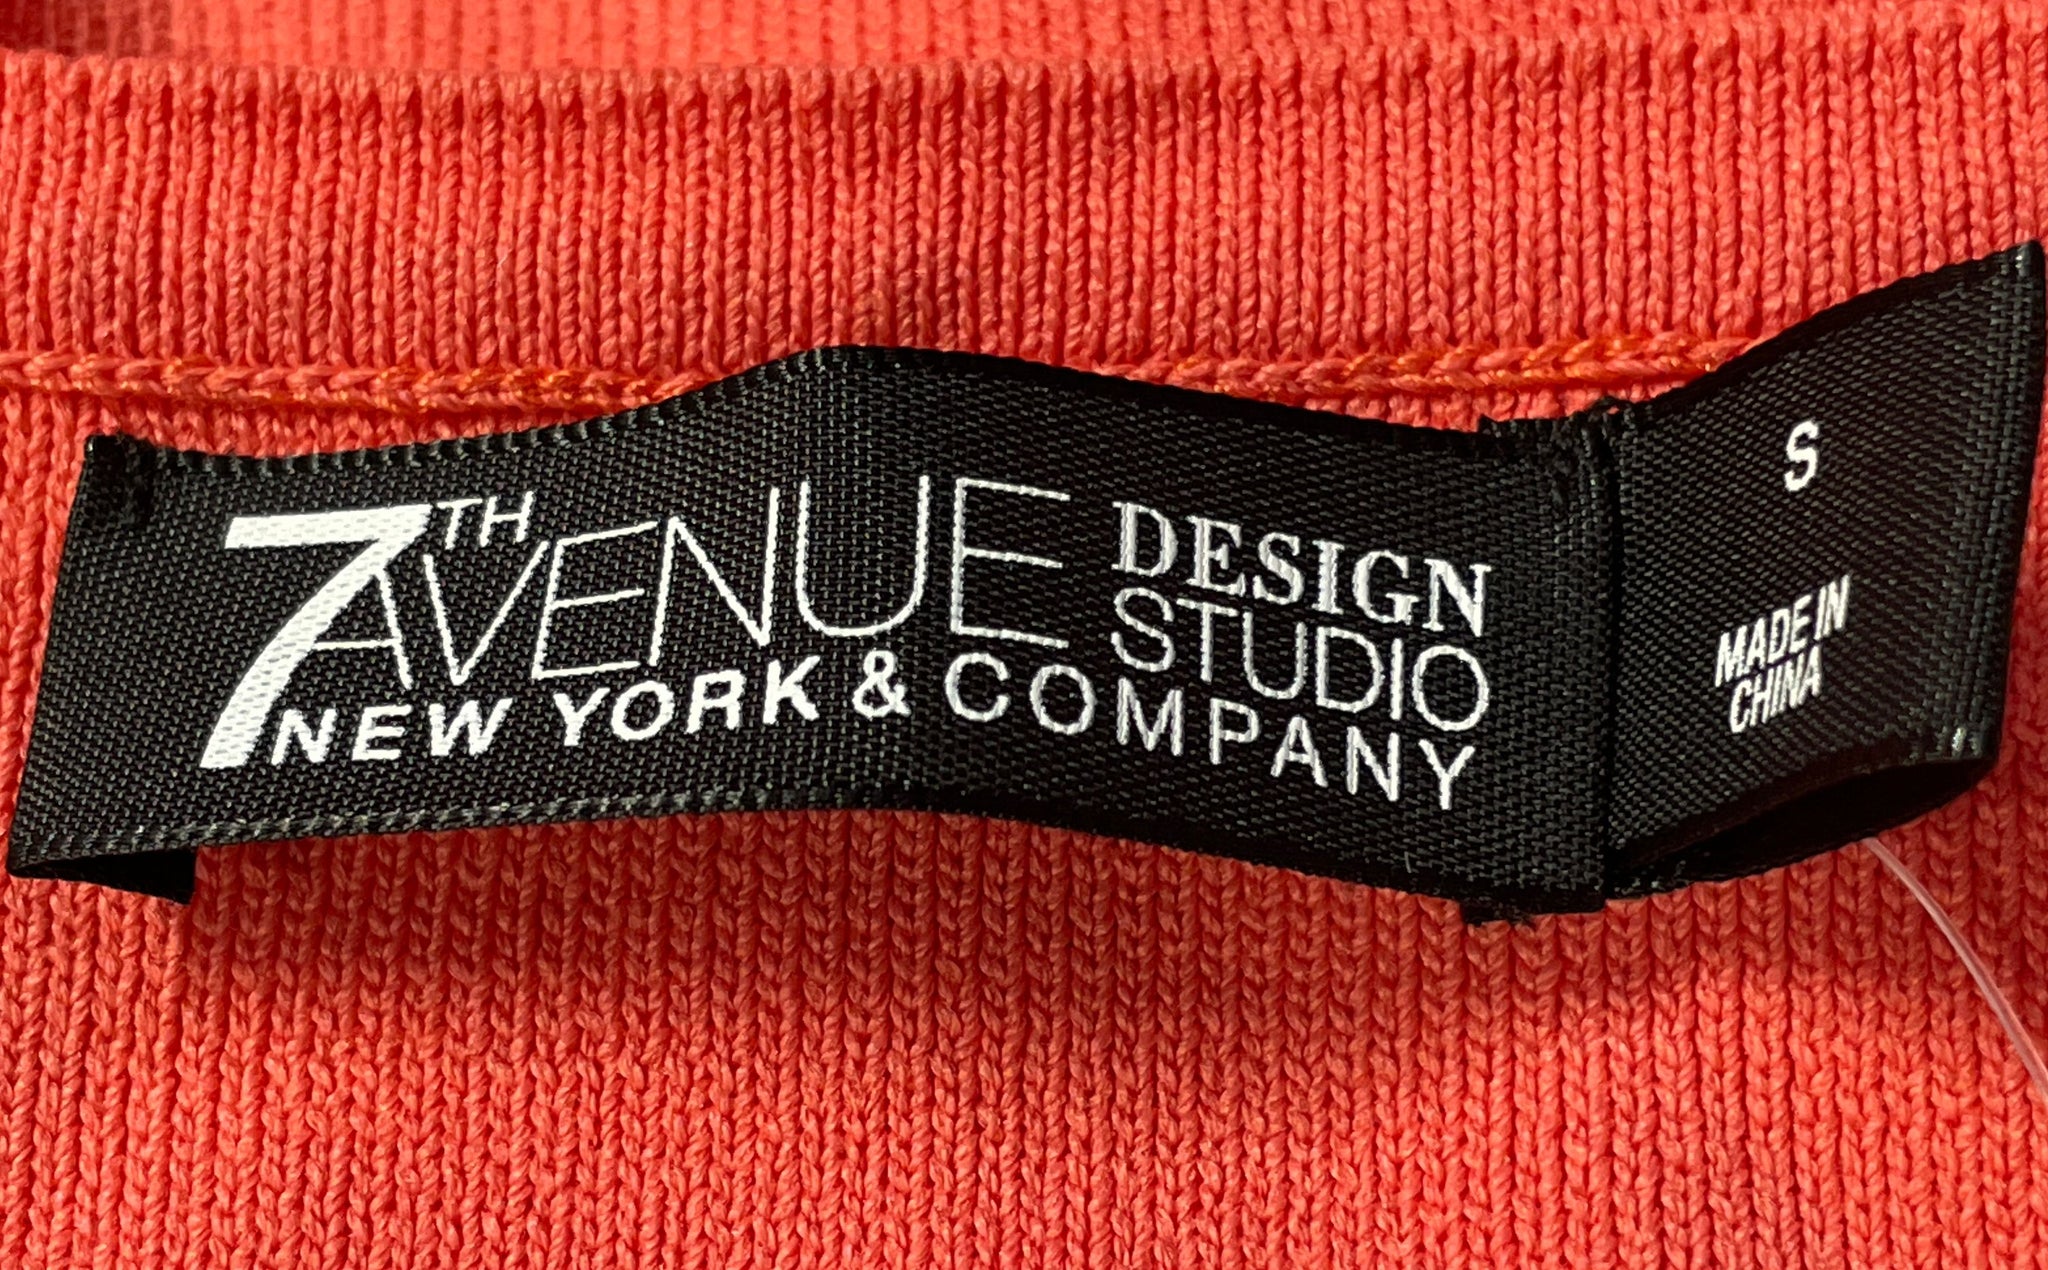 7TH AVENUE DESIGN STUDIO
NEW YORK & COMPANY
S
MADE IN
CHINA